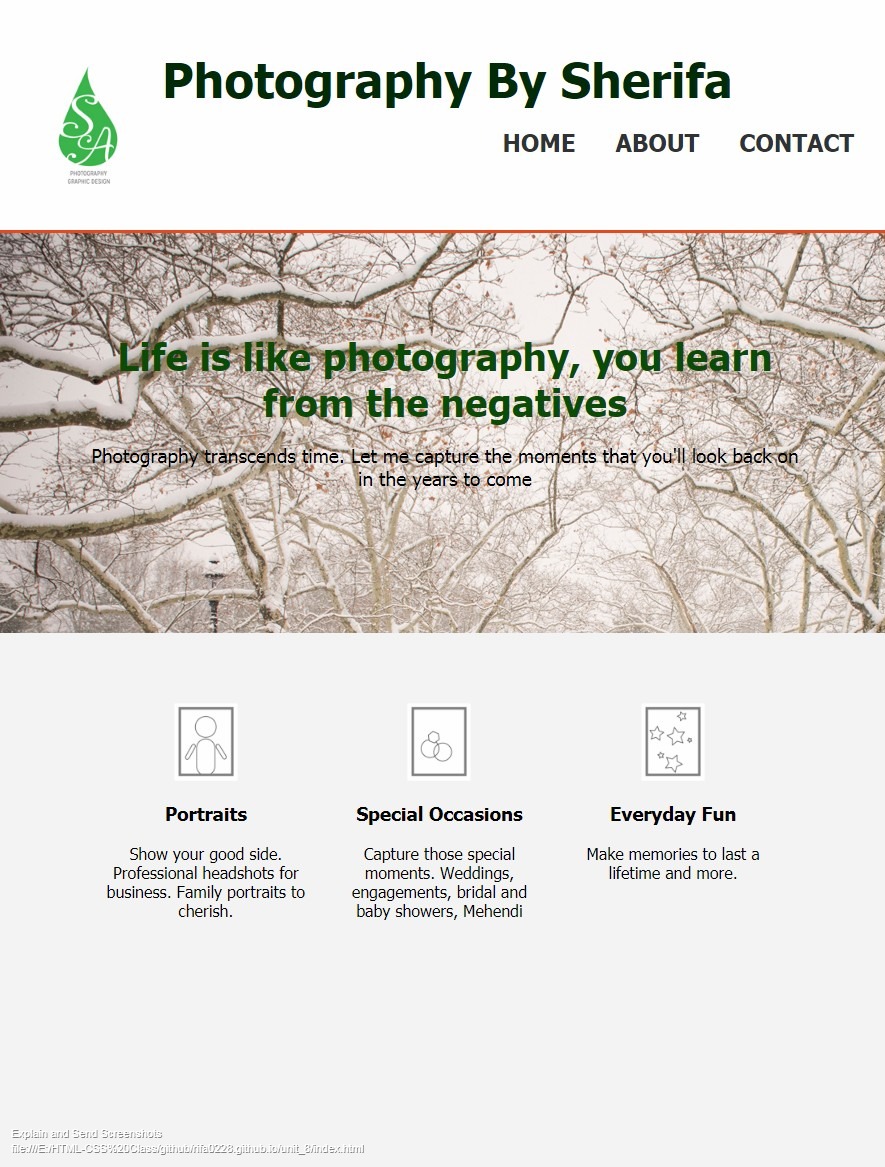 Photography By Sherifa
SA
PHOTOGRAPHY
GRAPHIC DESIGN
HOME ABOUT CONTACT
Life is like photography, you learn
from the negatives
Photography transcends time. Let me capture the moments that you'll look back on
in the years to come
Portraits
Show your good side.
Professional headshots for
business. Family portraits to
cherish.
Special Occasions
Capture those special
moments. Weddings,
engagements, bridal and
baby showers, Mehendi
Everyday Fun
Make memories to last a
lifetime and more.
Explain and Send Screenshots
file:///E:/HTML-CSS%20Class/github/rifa0228.github.io/unit_8/index.html